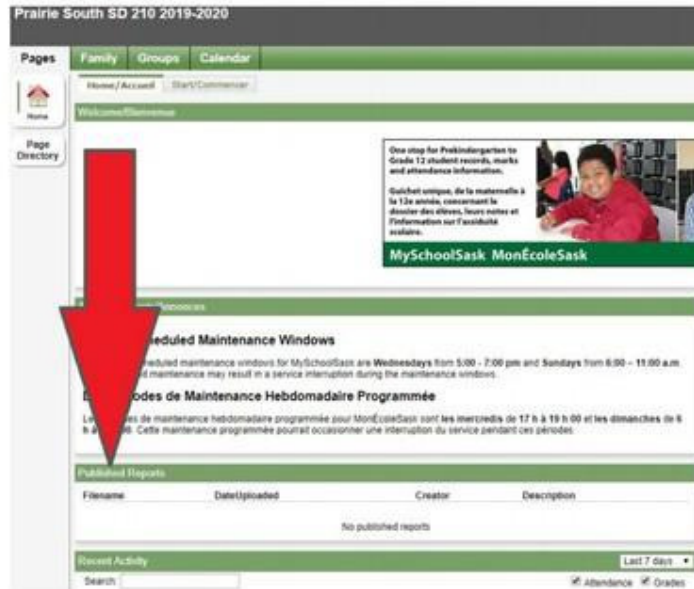 Prairie South SD 210 2019-2020
Pages
Family Groups Calendar
Home/Accueil Start/Commencer
Home
Page
Directory
Welcome/Bienvenue
One stop for Prekindergarten to
Grade 12 student records, marks
and attendance information.
Guichet unique, de la maternelle à
la 12e année, concernant le
dossier des élèves, leurs notes et
l'information sur l'assiduité
scolaire.
MySchoolSask MonÉcoleSask
Maintenance Windows
maintenance windows for MySchoolSask are Wednesdays from 5:00 - 7:00 pm and Sundays from 6:00 - 11:00 a.m.
maintenance may result in a service interruption during the maintenance windows.
de Maintenance Hebdomadaire Programmée
de maintenance hebdomadaire programmée pour MonÉcoleSask sont les mercredis de 17 h à 19 h 00 et les dimanches de 6
Cette maintenance programmée pourrait occasionner une interruption du service pendant ces périodes
Published Reports
Filename DateUploaded Creator Description
No published reports
Recent Activity Last 7 days
Search Attendance Grades